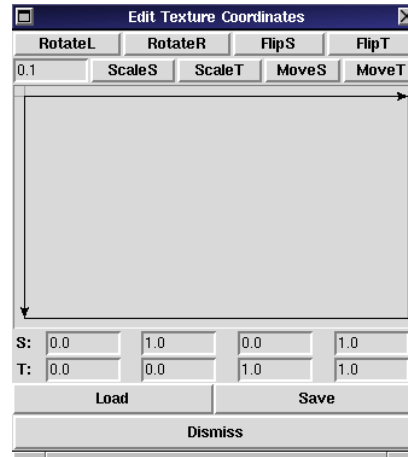 Edit Texture Coordinates
RotateL RotateR FlipS FlipT
0.1 ScaleS ScaleT MoveS MoveT
S: 0.0 1.0 0.0 1.0
T: 0.0 0.0 1.0 1.0
Load Save
Dismiss